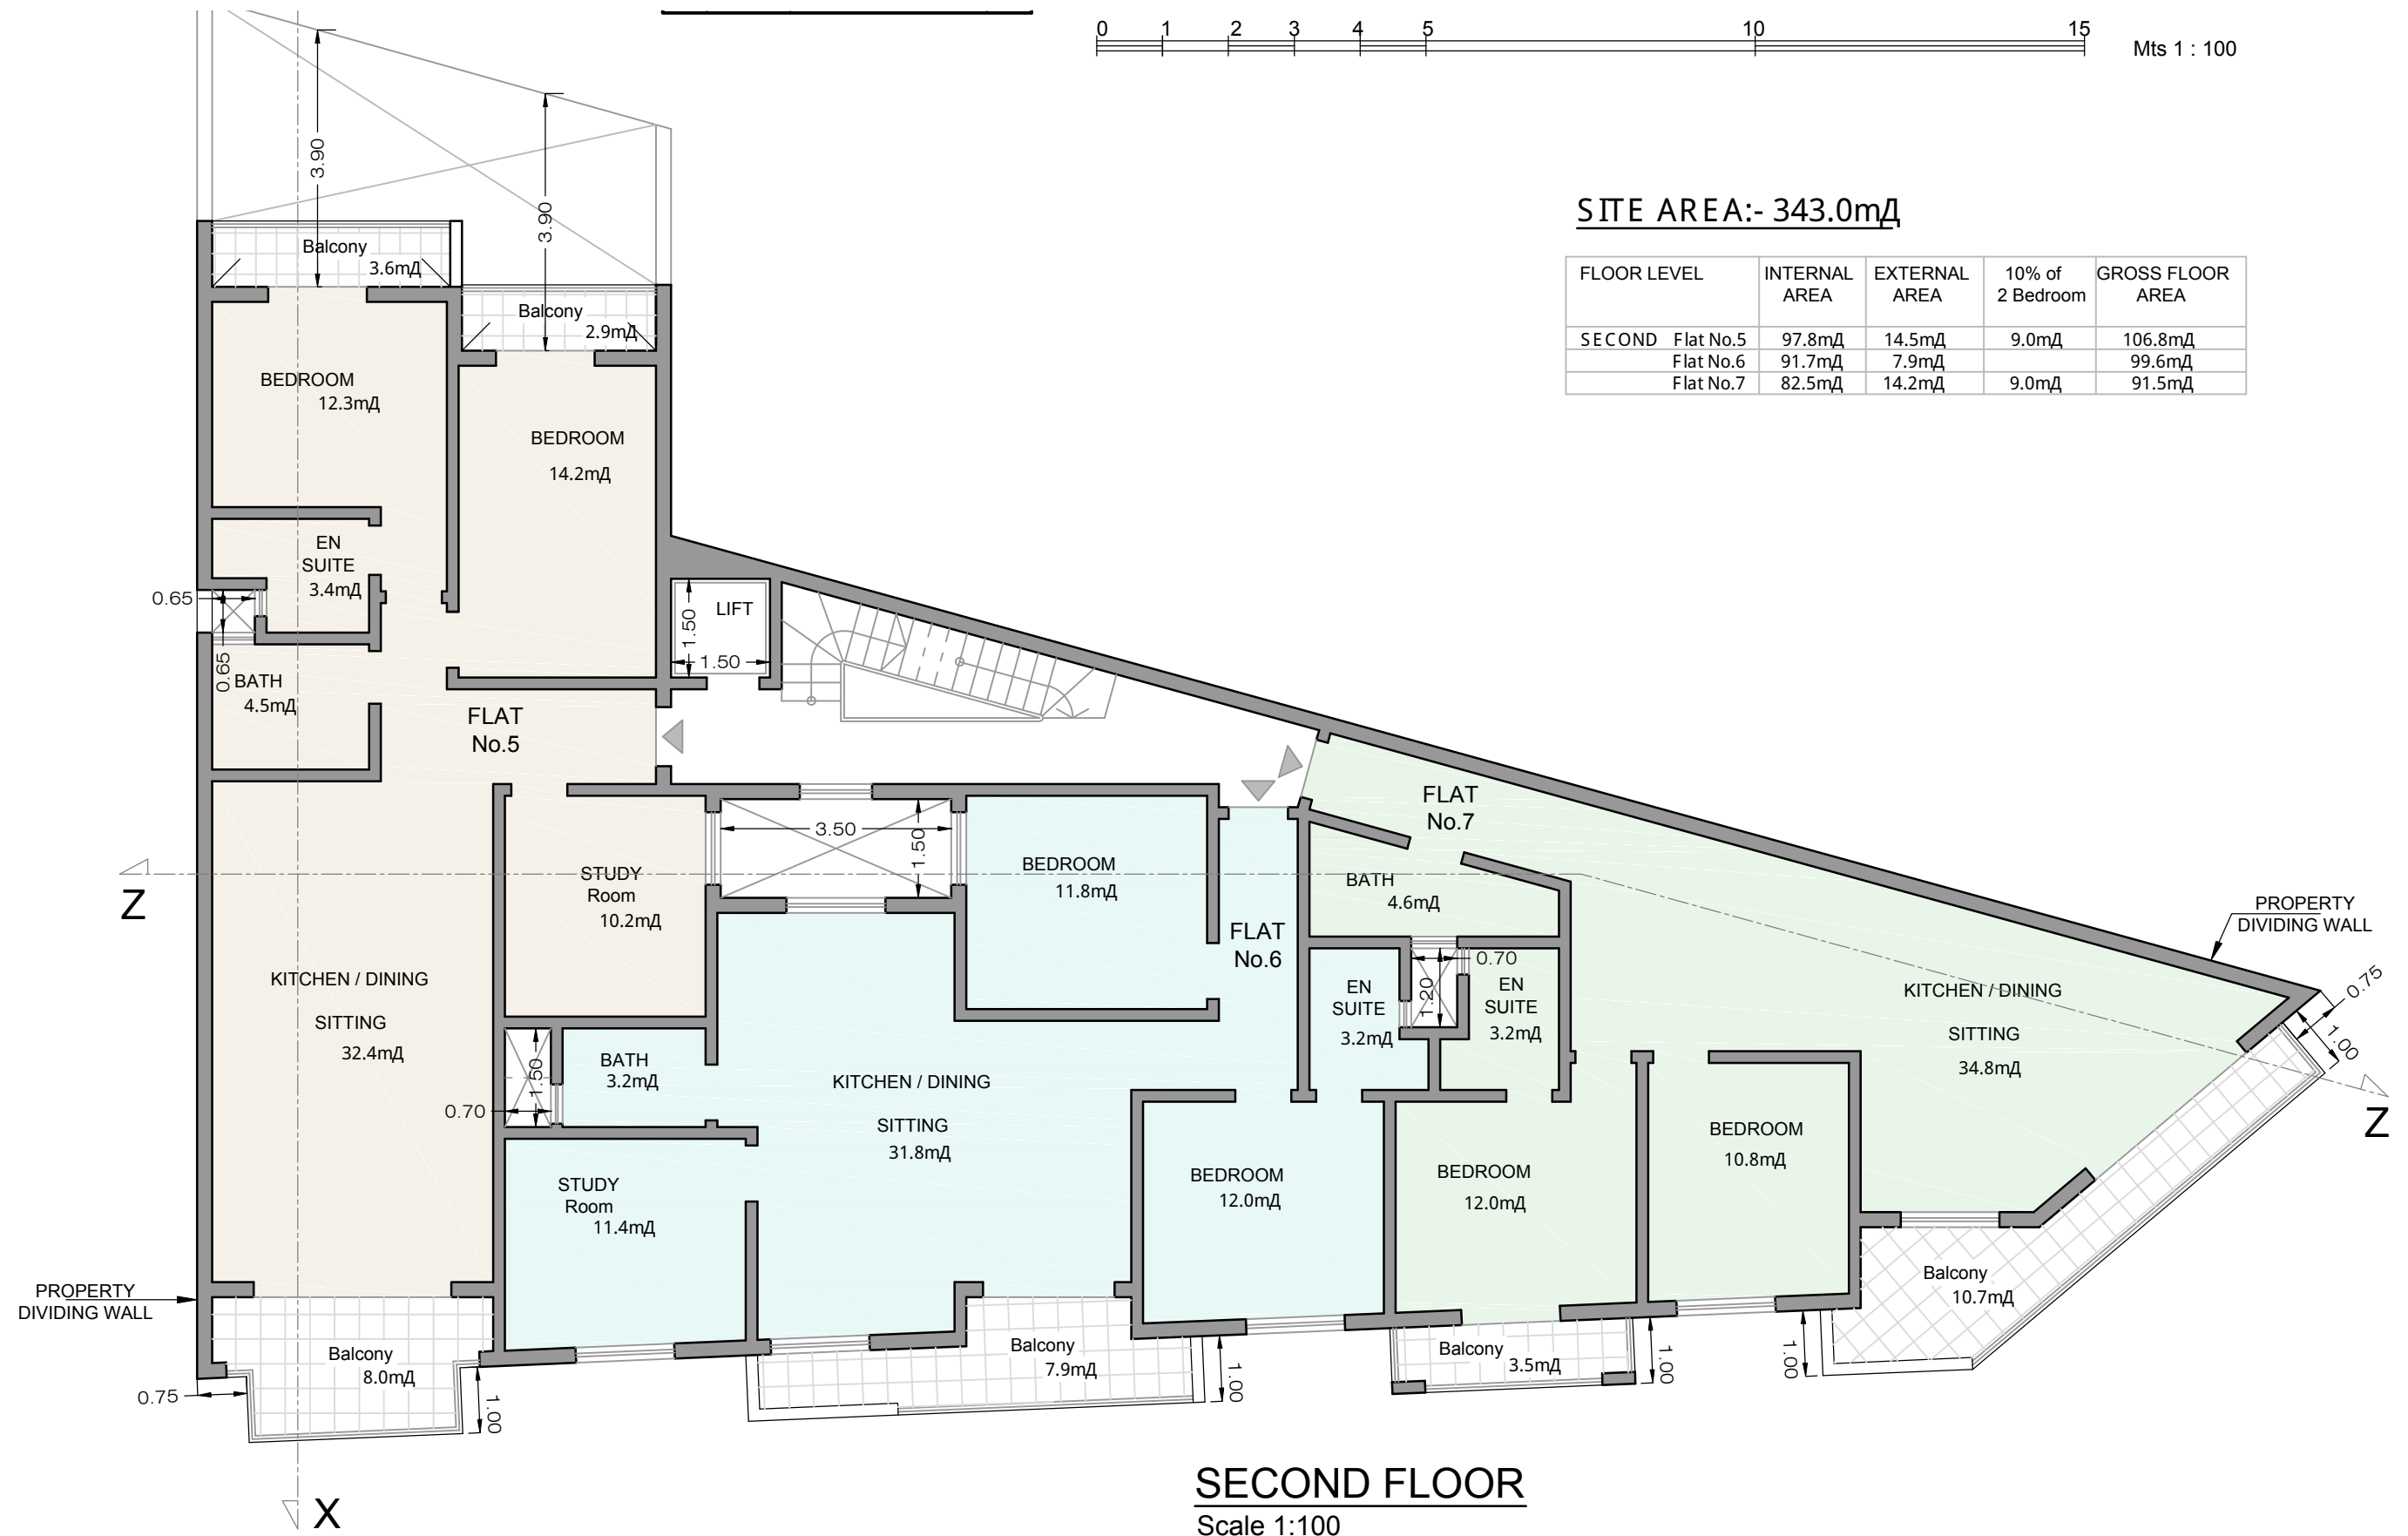 0 1 2 3 4 5 10 15
Mts 1 : 100
SITE AREA:- 343.0mД
FLOOR LEVEL
INTERNAL
AREA
EXTERNAL
AREA
10% of
2 Bedroom
GROSS FLOOR
AREA
SECOND Flat No.5 97.8mД 14.5mД 9.0mД 106.8mД
Flat No.6 91.7mД 7.9mД 99.6mД
Flat No.7 82.5mД 14.2mД 9.0mД 91.5mД
3.90
3.90
Balcony
3.6mД
Balcony
2.9mД
BEDROOM
12.3mД
BEDROOM
14.2mД
EN
SUITE
3.4mД
0.65
0.65
BATH
4.5mД
LIFT
1.50
1.50
FLAT
No.5
3.50
1.50
STUDY
Room
10.2mД
BEDROOM
11.8mД
FLAT
No.7
BATH
4.6mД
FLAT
No.6
Z
PROPERTY
DIVIDING WALL
KITCHEN / DINING
SITTING
32.4mД
EN
SUITE
3.2mД
0.70
1.20
EN
SUITE
3.2mД
KITCHEN / DINING
SITTING
34.8mД
0.75
1.00
Z
BATH
3.2mД
1.50
0.70
KITCHEN / DINING
SITTING
31.8mД
STUDY
Room
11.4mД
BEDROOM
12.0mД
BEDROOM
12.0mД
BEDROOM
10.8mД
PROPERTY
DIVIDING WALL
Balcony
8.0mД
0.75
1.00
Balcony
7.9mД
1.00
Balcony
3.5mД
1.00
1.00
Balcony
10.7mД
X
SECOND FLOOR
Scale 1:100